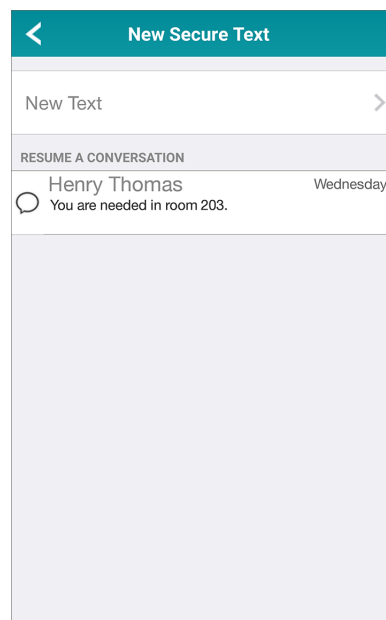 New Secure Text
New Text
RESUME A CONVERSATION
Henry Thomas
Wednesday
You are needed in room 203.